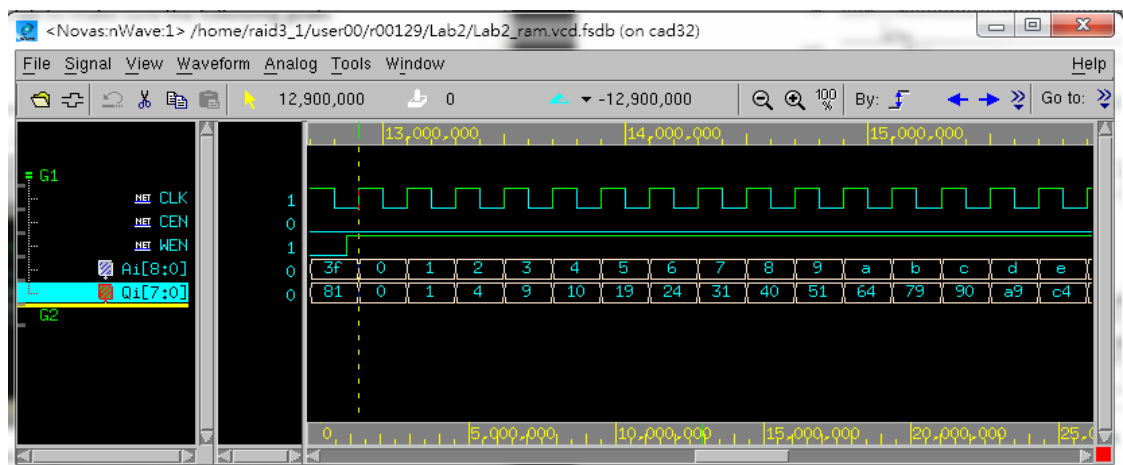 <Novas:nWave:1> /home/raid3_1/user00/r00129/Lab2/Lab2_ram.vcd.fsdb (on cad32)
File Signal View Waveform Analog Tools Window Help
12,900,000 0 -12,900,000 100 % By: Go to:
13,000,000 14,000,000 15,000,000
G1
NET CLK 1
NET CEN 0
NET WEN 1
Ai[8:0] 0 3f 0 1 2 3 4 5 6 7 8 9 a b c d e
Qi[7:0] 0 81 0 1 4 9 10 19 24 31 40 51 64 79 90 a9 c4
G2
0 5,000,000 10,000,000 15,000,000 20,000,000 25,